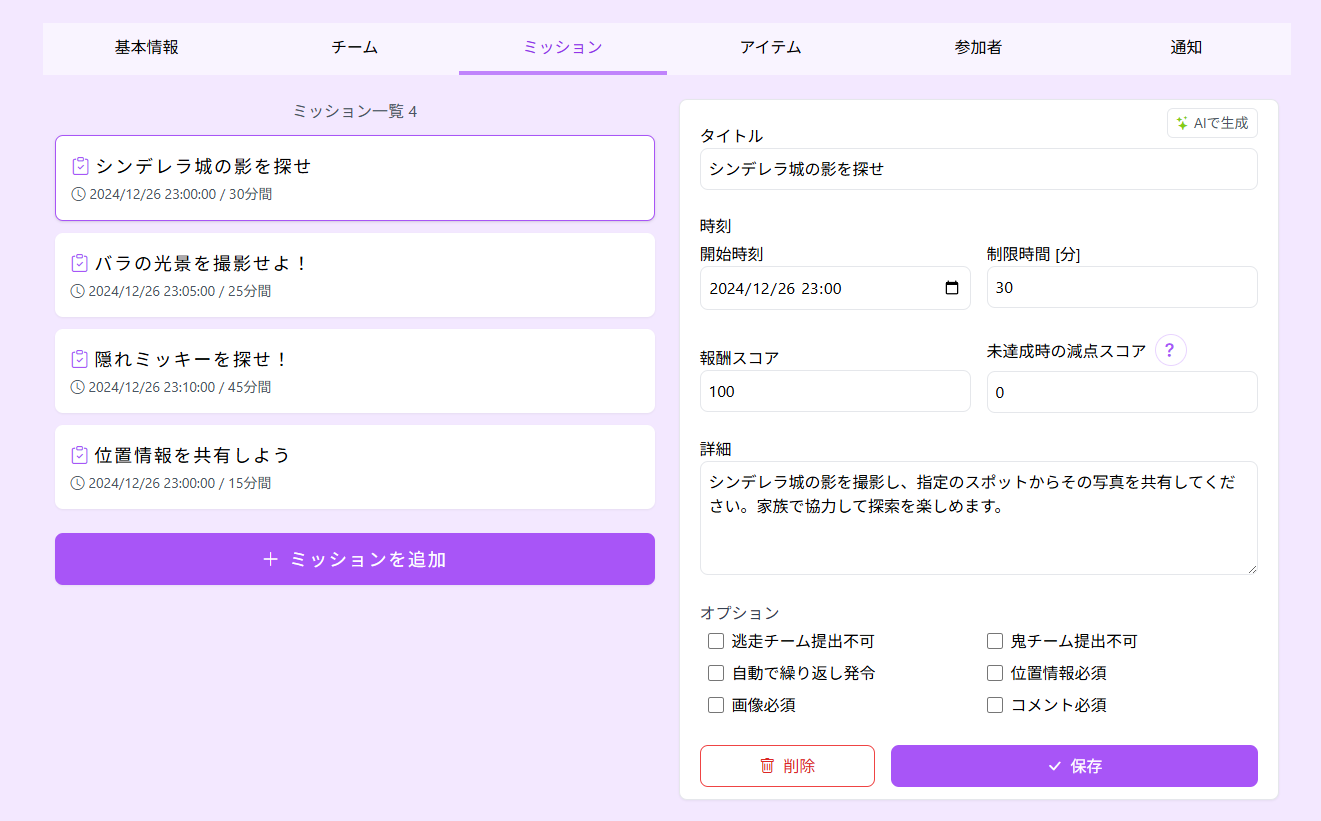 基本情報
チーム
ミッション
アイテム
参加者
通知
ミッション一覧 4
シンデレラ城の影を探せ
2024/12/26 23:00:00 / 30分間
バラの光景を撮影せよ！
2024/12/26 23:05:00 / 25分間
隠れミッキーを探せ！
2024/12/26 23:10:00 / 45分間
位置情報を共有しよう
2024/12/26 23:00:00 / 15分間
ミッションを追加
AIで生成
タイトル
シンデレラ城の影を探せ
時刻
開始時刻
制限時間 [分]
2024/12/26 23:00
30
報酬スコア
未達成時の減点スコア ?
100
0
詳細
シンデレラ城の影を撮影し、指定のスポットからその写真を共有してくだ
さい。家族で協力して探索を楽しめます。
オプション
逃走チーム提出不可
鬼チーム提出不可
自動で繰り返し発令
位置情報必須
画像必須
コメント必須
削除
保存